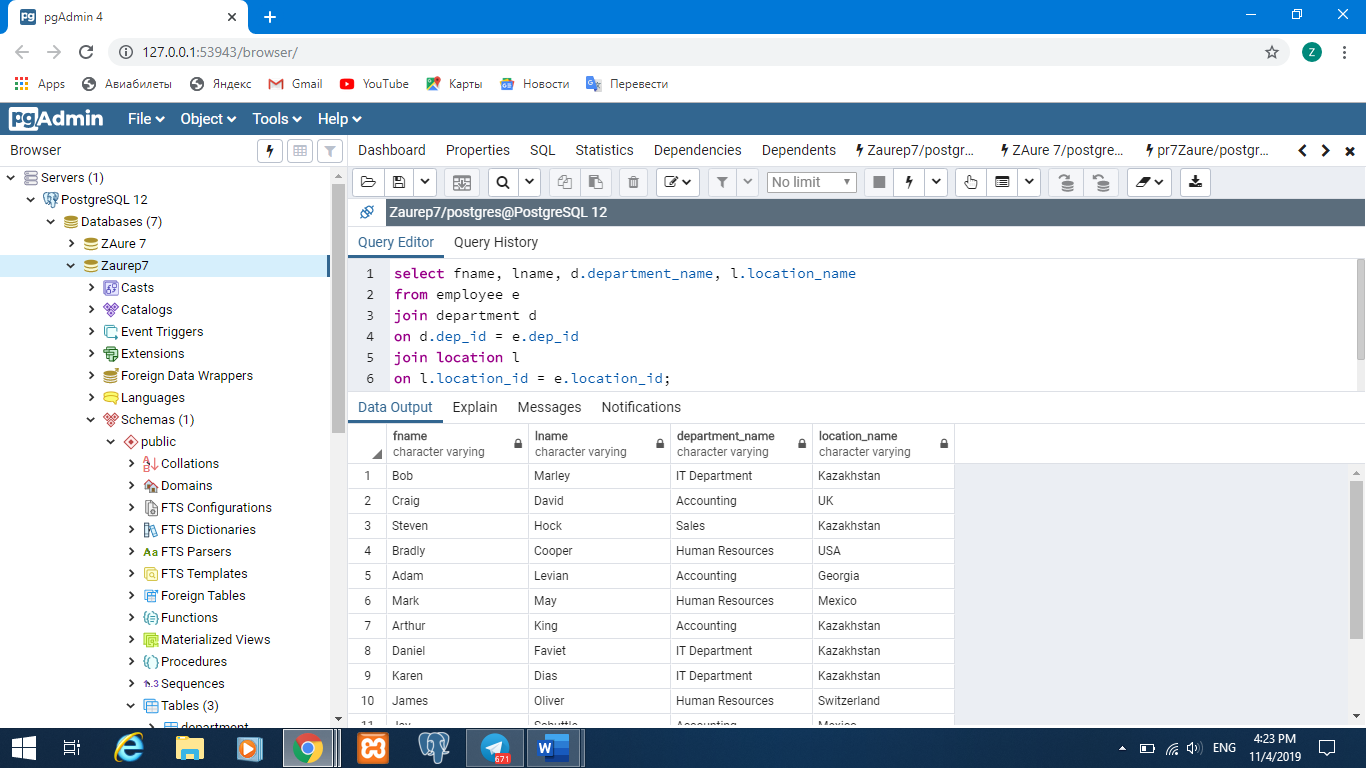 pgAdmin 4
127.0.0.1:53943/browser/
Z
Apps Авиабилеты Яндекс Gmail YouTube Карты Новости Перевести
pgAdmin File Object Tools Help
Browser
Servers (1)
PostgreSQL 12
Databases (7)
ZAure 7
Zaurep7
Casts
Catalogs
Event Triggers
Extensions
Foreign Data Wrappers
Languages
Schemas (1)
public
Collations
Domains
FTS Configurations
FTS Dictionaries
FTS Parsers
FTS Templates
Foreign Tables
Functions
Materialized Views
Procedures
Sequences
Tables (3)
department
Dashboard Properties SQL Statistics Dependencies Dependents Zaurep7/postgr... ZAure 7/postgre... pr7Zaure/postgr...
No limit
Zaurep7/postgres@PostgreSQL 12
Query Editor Query History
1 select fname, lname, d.department_name, l.location_name
2 from employee e
3 join department d
4 on d.dep_id = e.dep_id
5 join location l
6 on l.location_id = e.location_id;
Data Output Explain Messages Notifications
fname lname department_name location_name
character varying character varying character varying character varying
1 Bob Marley IT Department Kazakhstan
2 Craig David Accounting UK
3 Steven Hock Sales Kazakhstan
4 Bradly Cooper Human Resources USA
5 Adam Levian Accounting Georgia
6 Mark May Human Resources Mexico
7 Arthur King Accounting Kazakhstan
8 Daniel Faviet IT Department Kazakhstan
9 Karen Dias IT Department Kazakhstan
10 James Oliver Human Resources Switzerland
11 Accounting Mexico
671
ENG
4:23 PM
11/4/2019